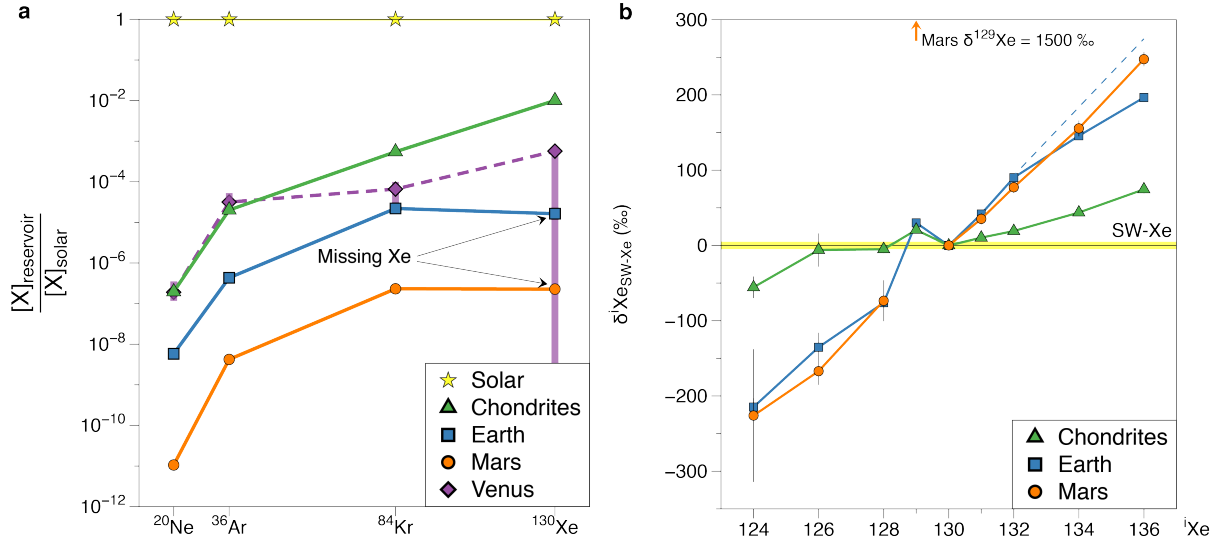 a
1
10⁻²
10⁻⁴
10⁻⁶
10⁻⁸
10⁻¹⁰
10⁻¹²
[X]reservoir
[X]solar
Missing Xe
Solar
Chondrites
Earth
Mars
Venus
²⁰Ne
³⁶Ar
⁸⁴Kr
¹³⁰Xe
b
300
200
100
0
−100
−200
−300
δⁱXeSW-Xe (‰)
Mars δ¹²⁹Xe = 1500 ‰
SW-Xe
Chondrites
Earth
Mars
124
126
128
130
132
134
136
ⁱXe